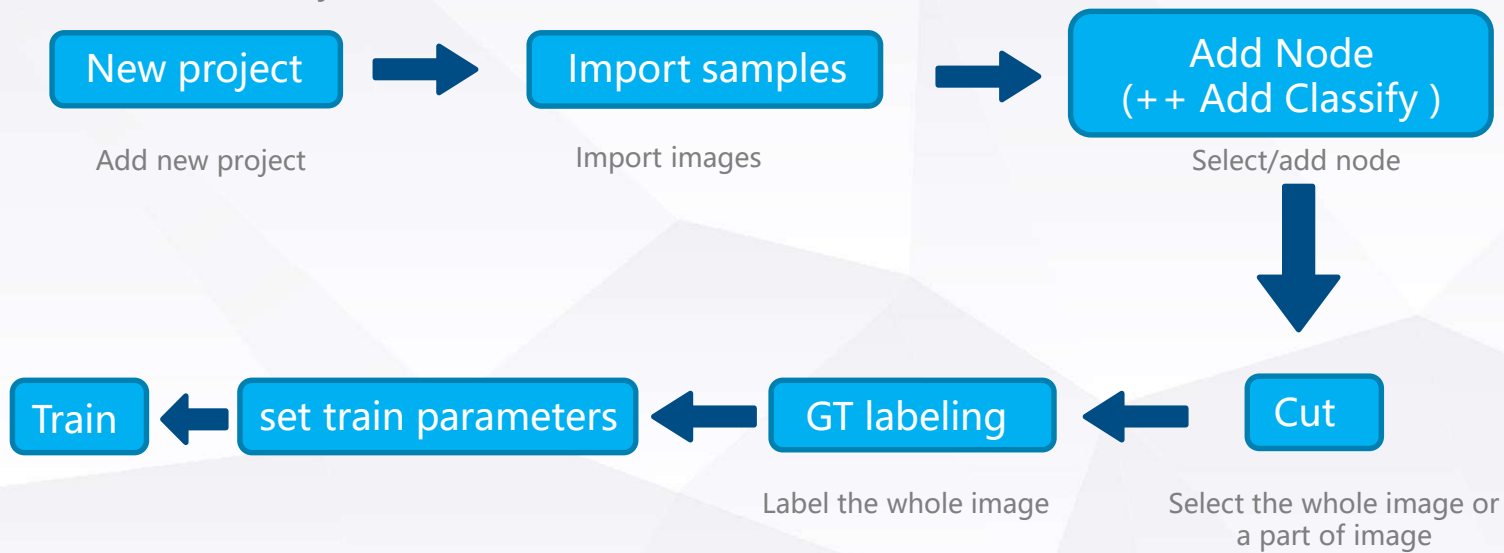 New project
Import samples
Add Node
(++ Add Classify )
Add new project
Import images
Select/add node
Cut
GT labeling
set train parameters
Train
Select the whole image or
a part of image
Label the whole image